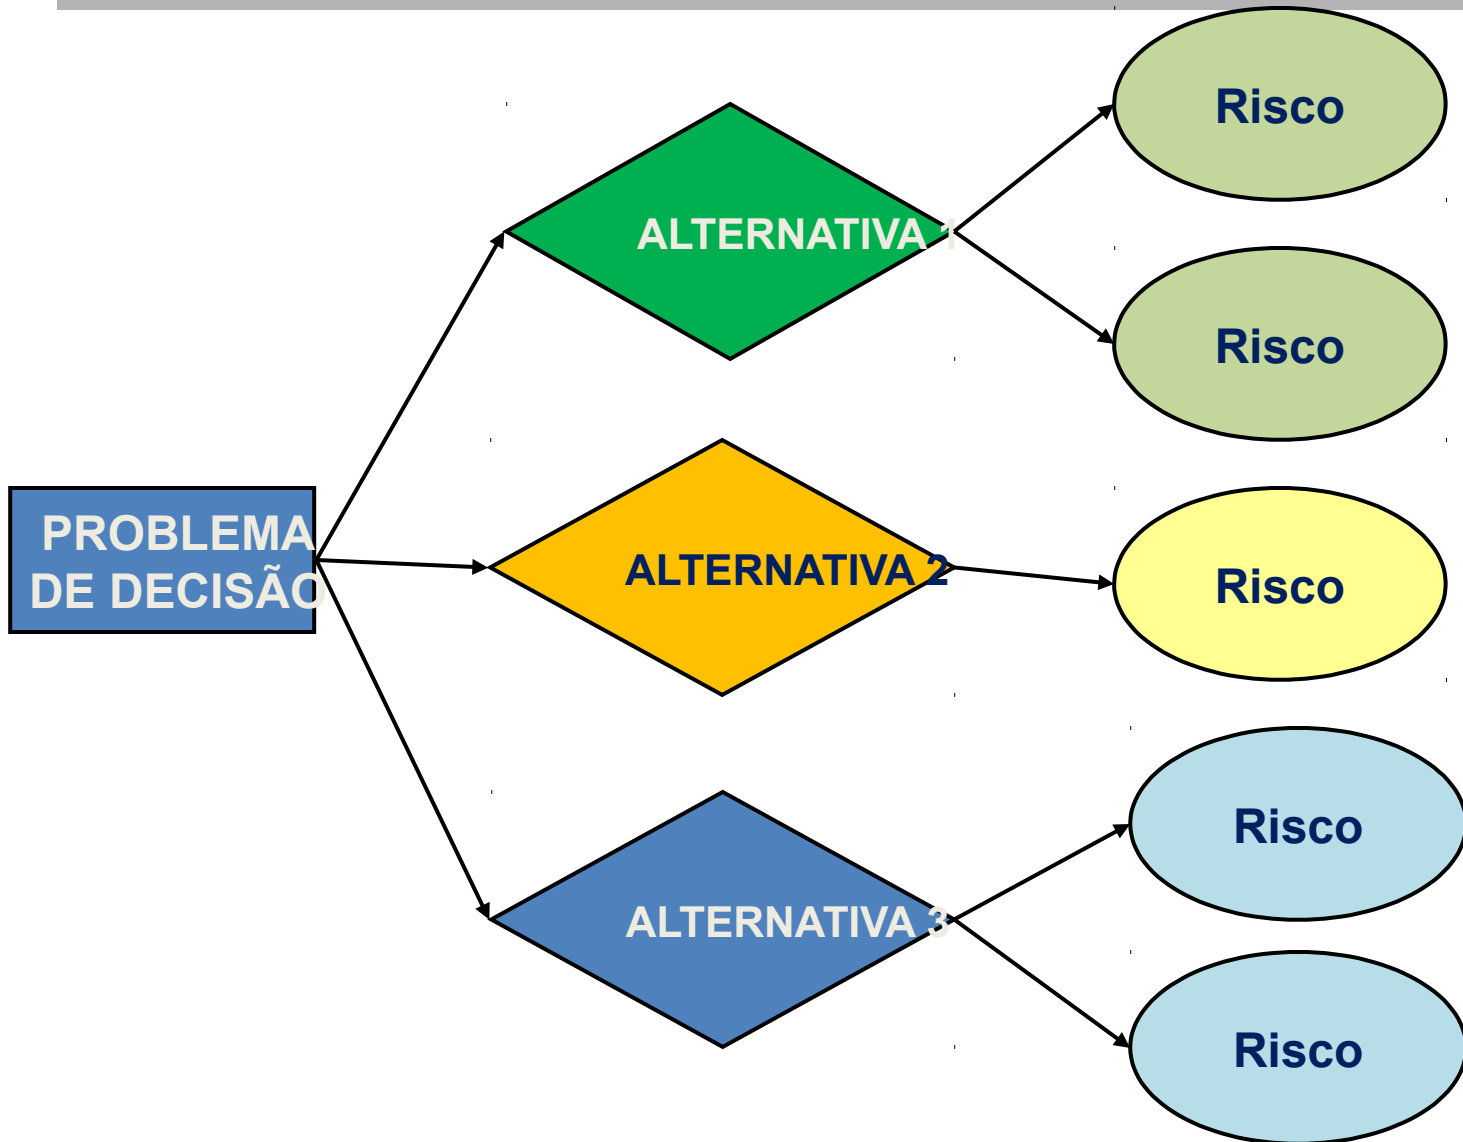 PROBLEMA
DE DECISÃO
ALTERNATIVA 1
Risco
Risco
ALTERNATIVA 2
Risco
ALTERNATIVA 3
Risco
Risco